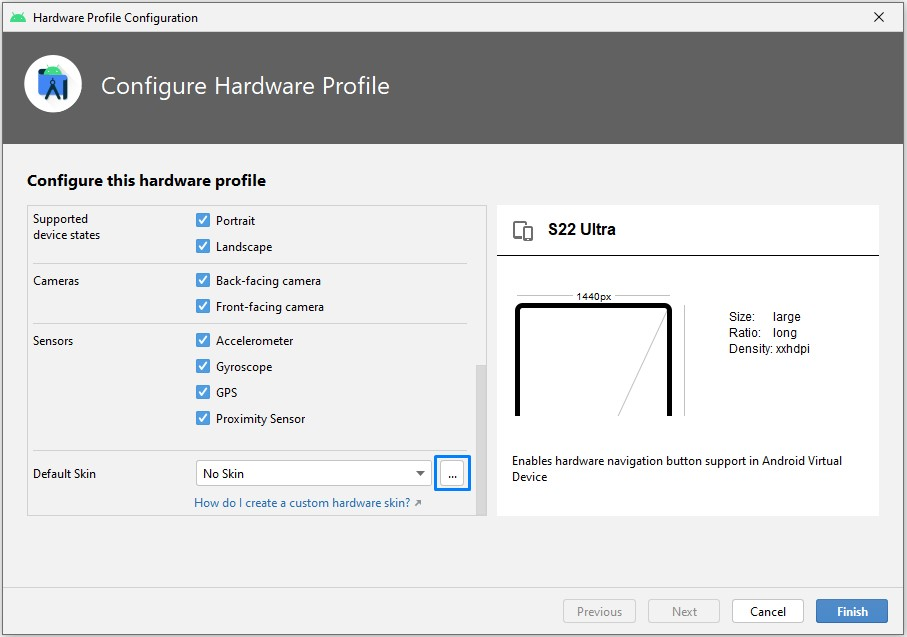 Hardware Profile Configuration
Configure Hardware Profile
Configure this hardware profile
Supported
device states
Portrait
Landscape
Cameras
Back-facing camera
Front-facing camera
Sensors
Accelerometer
Gyroscope
GPS
Proximity Sensor
Default Skin
No Skin
...
How do I create a custom hardware skin?
S22 Ultra
1440px
Size: large
Ratio: long
Density: xxhdpi
Enables hardware navigation button support in Android Virtual
Device
Previous
Next
Cancel
Finish